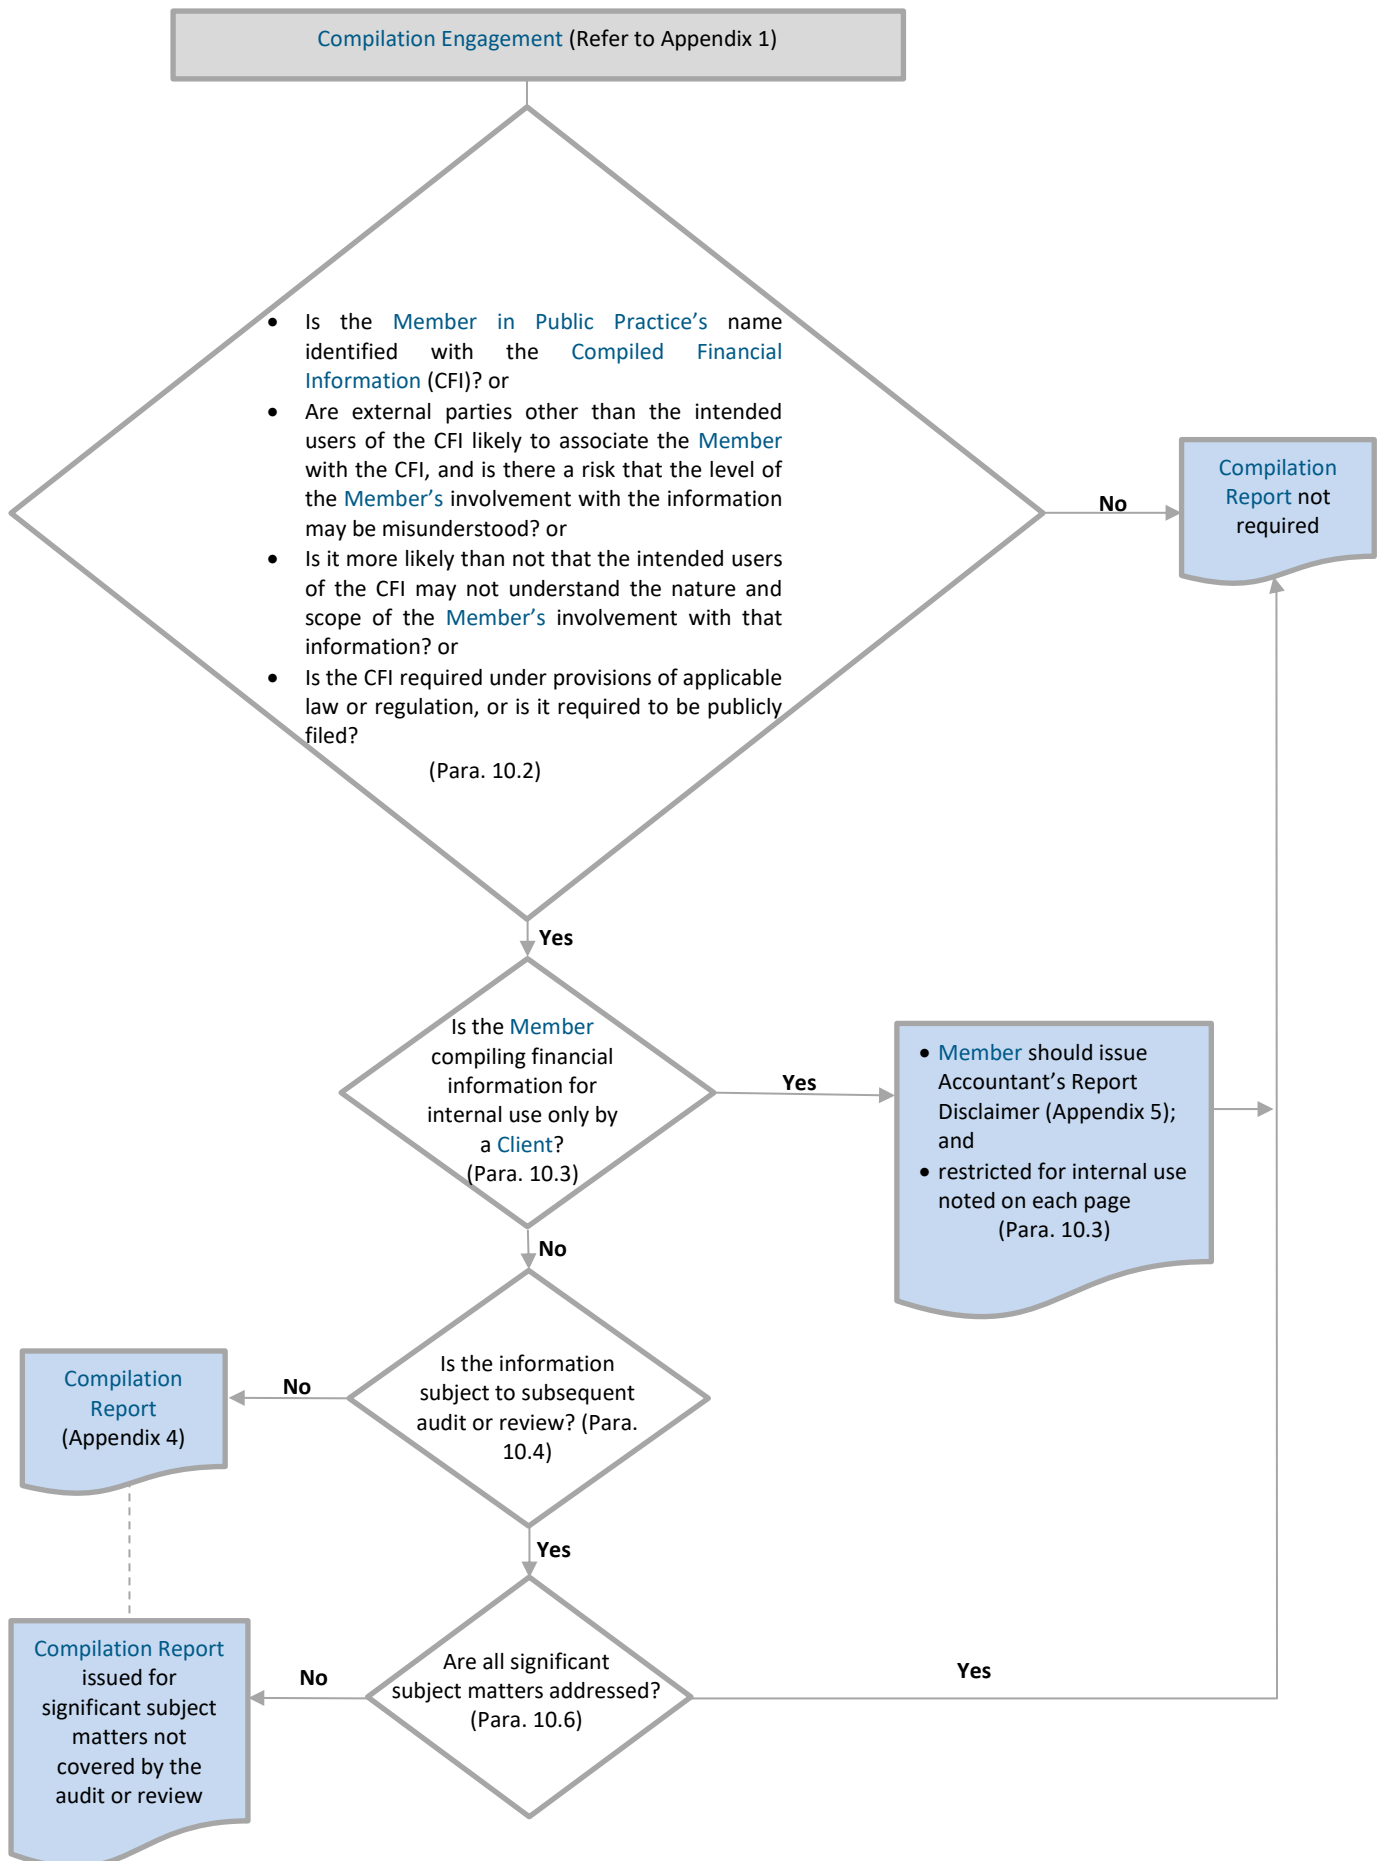 Compilation Engagement (Refer to Appendix 1)
• Is the Member in Public Practice’s name
identified with the Compiled Financial
Information (CFI)? or
• Are external parties other than the intended
users of the CFI likely to associate the Member
with the CFI, and is there a risk that the level of
the Member’s involvement with the information
may be misunderstood? or
• Is it more likely than not that the intended users
of the CFI may not understand the nature and
scope of the Member’s involvement with that
information? or
• Is the CFI required under provisions of applicable
law or regulation, or is it required to be publicly
filed?
(Para. 10.2)
No
Compilation
Report not
required
Yes
Is the Member
compiling financial
information for
internal use only by
a Client?
(Para. 10.3)
Yes
• Member should issue
Accountant’s Report
Disclaimer (Appendix 5);
and
• restricted for internal use
noted on each page
(Para. 10.3)
No
Is the information
subject to subsequent
audit or review? (Para.
10.4)
No
Compilation
Report
(Appendix 4)
Yes
Are all significant
subject matters addressed?
(Para. 10.6)
Yes
No
Compilation Report
issued for
significant subject
matters not
covered by the
audit or review